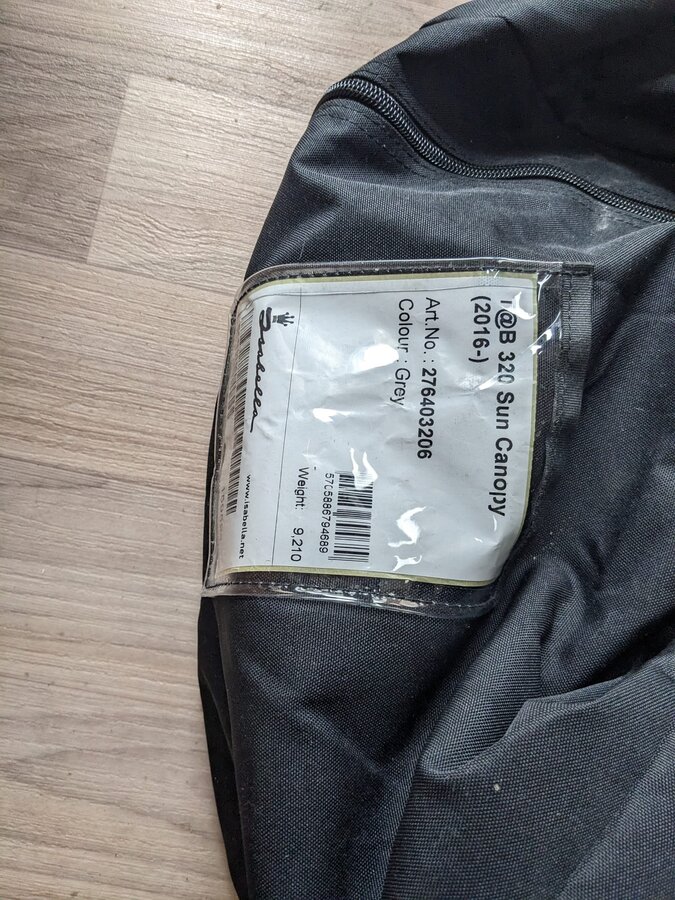 T@B 320 Sun Canopy
(2016-)
Art.No. : 276403206
Colour : Grey
5705886794689
Weight: 9,210
Isabella
www.isabella.net